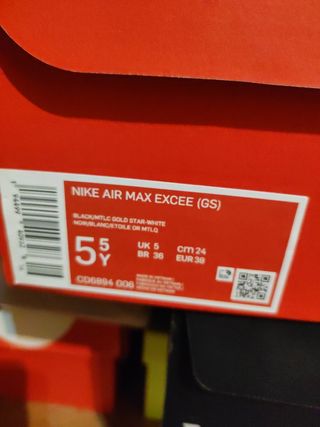 NIKE AIR MAX EXCEE (GS)
BLACK/MTLC GOLD STAR-WHITE
NOIR/BLANC/ETOILE OR MTLQ
5 5 Y
UK 5 cm 24
BR 36 EUR 38
CD6894 006